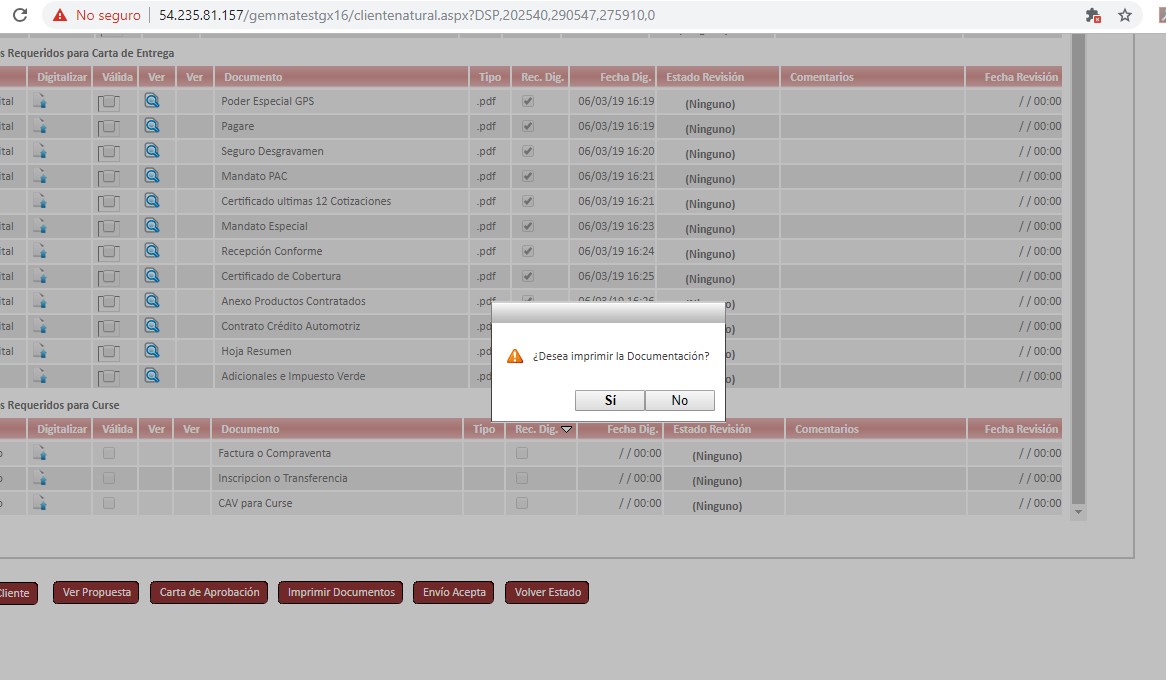 No seguro 54.235.81.157/gemmatestgx16/clientenatural.aspx?DSP,202540,290547,275910,0
s Requeridos para Carta de Entrega
Digitalizar Válida Ver Ver Documento Tipo Rec. Dig. Fecha Dig. Estado Revisión Comentarios Fecha Revisión
ital Poder Especial GPS .pdf 06/03/19 16:19 (Ninguno) / / 00:00
ital Pagare .pdf 06/03/19 16:19 (Ninguno) / / 00:00
ital Seguro Desgravamen .pdf 06/03/19 16:20 (Ninguno) / / 00:00
ital Mandato PAC .pdf 06/03/19 16:21 (Ninguno) / / 00:00
Certificado ultimas 12 Cotizaciones .pdf 06/03/19 16:21 (Ninguno) / / 00:00
ital Mandato Especial .pdf 06/03/19 16:23 (Ninguno) / / 00:00
ital Recepción Conforme .pdf 06/03/19 16:24 (Ninguno) / / 00:00
ital Certificado de Cobertura .pdf 06/03/19 16:25 (Ninguno) / / 00:00
ital Anexo Productos Contratados .pdf 06/03/19 16:26 o) / / 00:00
ital Contrato Crédito Automotriz .pd o) / / 00:00
ital Hoja Resumen .pd o) / / 00:00
Adicionales e Impuesto Verde .pd o) / / 00:00
¿Desea imprimir la Documentación?
Sí No
s Requeridos para Curse
Digitalizar Válida Ver Ver Documento Tipo Rec. Dig. Fecha Dig. Estado Revisión Comentarios Fecha Revisión
o Factura o Compraventa / / 00:00 (Ninguno) / / 00:00
o Inscripcion o Transferencia / / 00:00 (Ninguno) / / 00:00
o CAV para Curse / / 00:00 (Ninguno) / / 00:00
Cliente Ver Propuesta Carta de Aprobación Imprimir Documentos Envío Acepta Volver Estado